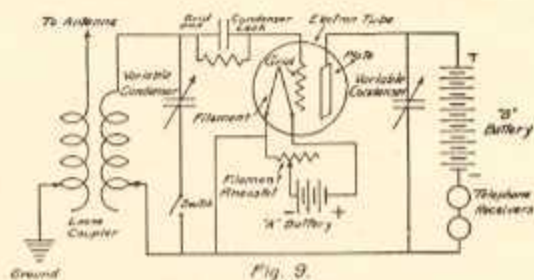 Grid
and
Condenser
Leak
Electron Tube
To Antenna
Grid
Plate
Variable
Condenser
Variable
Condenser
Filament
+
"B"
Battery
-
Filament
Rheostat
Switch
Telephone
Receivers
- "A" Battery +
Loose
Coupler
Ground
Fig. 9.